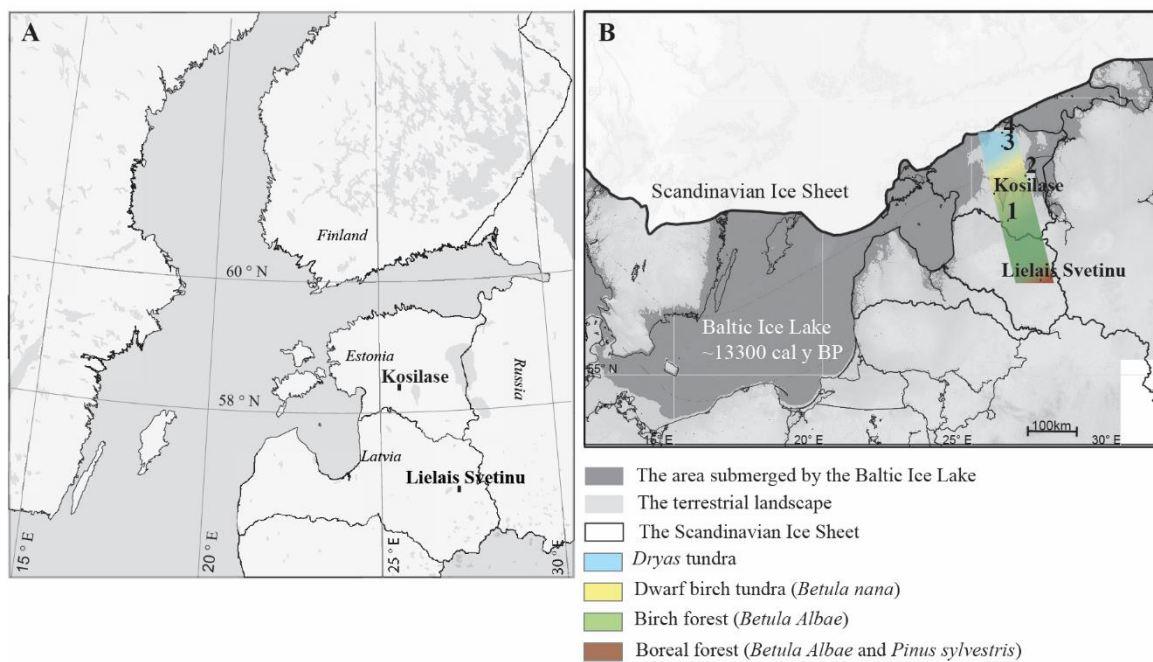 A
Finland
60° N
Estonia
Kosilase
Russia
58° N
Latvia
Lielais Svetinu
15° E
20° E
25° E
30° E
B
4
3
2
Scandinavian Ice Sheet
Kosilase
1
Lielais Svetinu
Baltic Ice Lake
~13300 cal y BP
55° N
15° E
20° E
25° E
30° E
100km
The area submerged by the Baltic Ice Lake
The terrestrial landscape
The Scandinavian Ice Sheet
Dryas tundra
Dwarf birch tundra (Betula nana)
Birch forest (Betula Albae)
Boreal forest (Betula Albae and Pinus sylvestris)